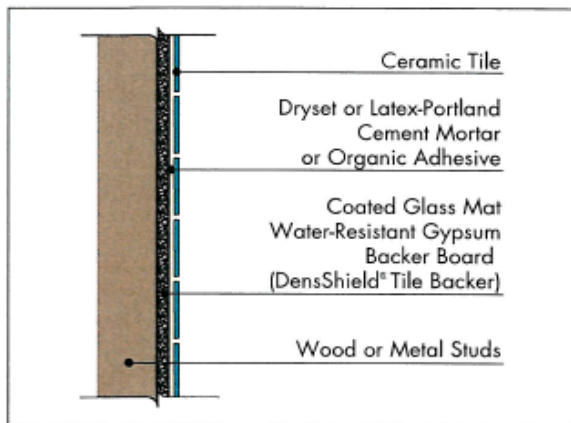 Ceramic Tile
Dryset or Latex-Portland
Cement Mortar
or Organic Adhesive
Coated Glass Mat
Water-Resistant Gypsum
Backer Board
(DensShield® Tile Backer)
Wood or Metal Studs